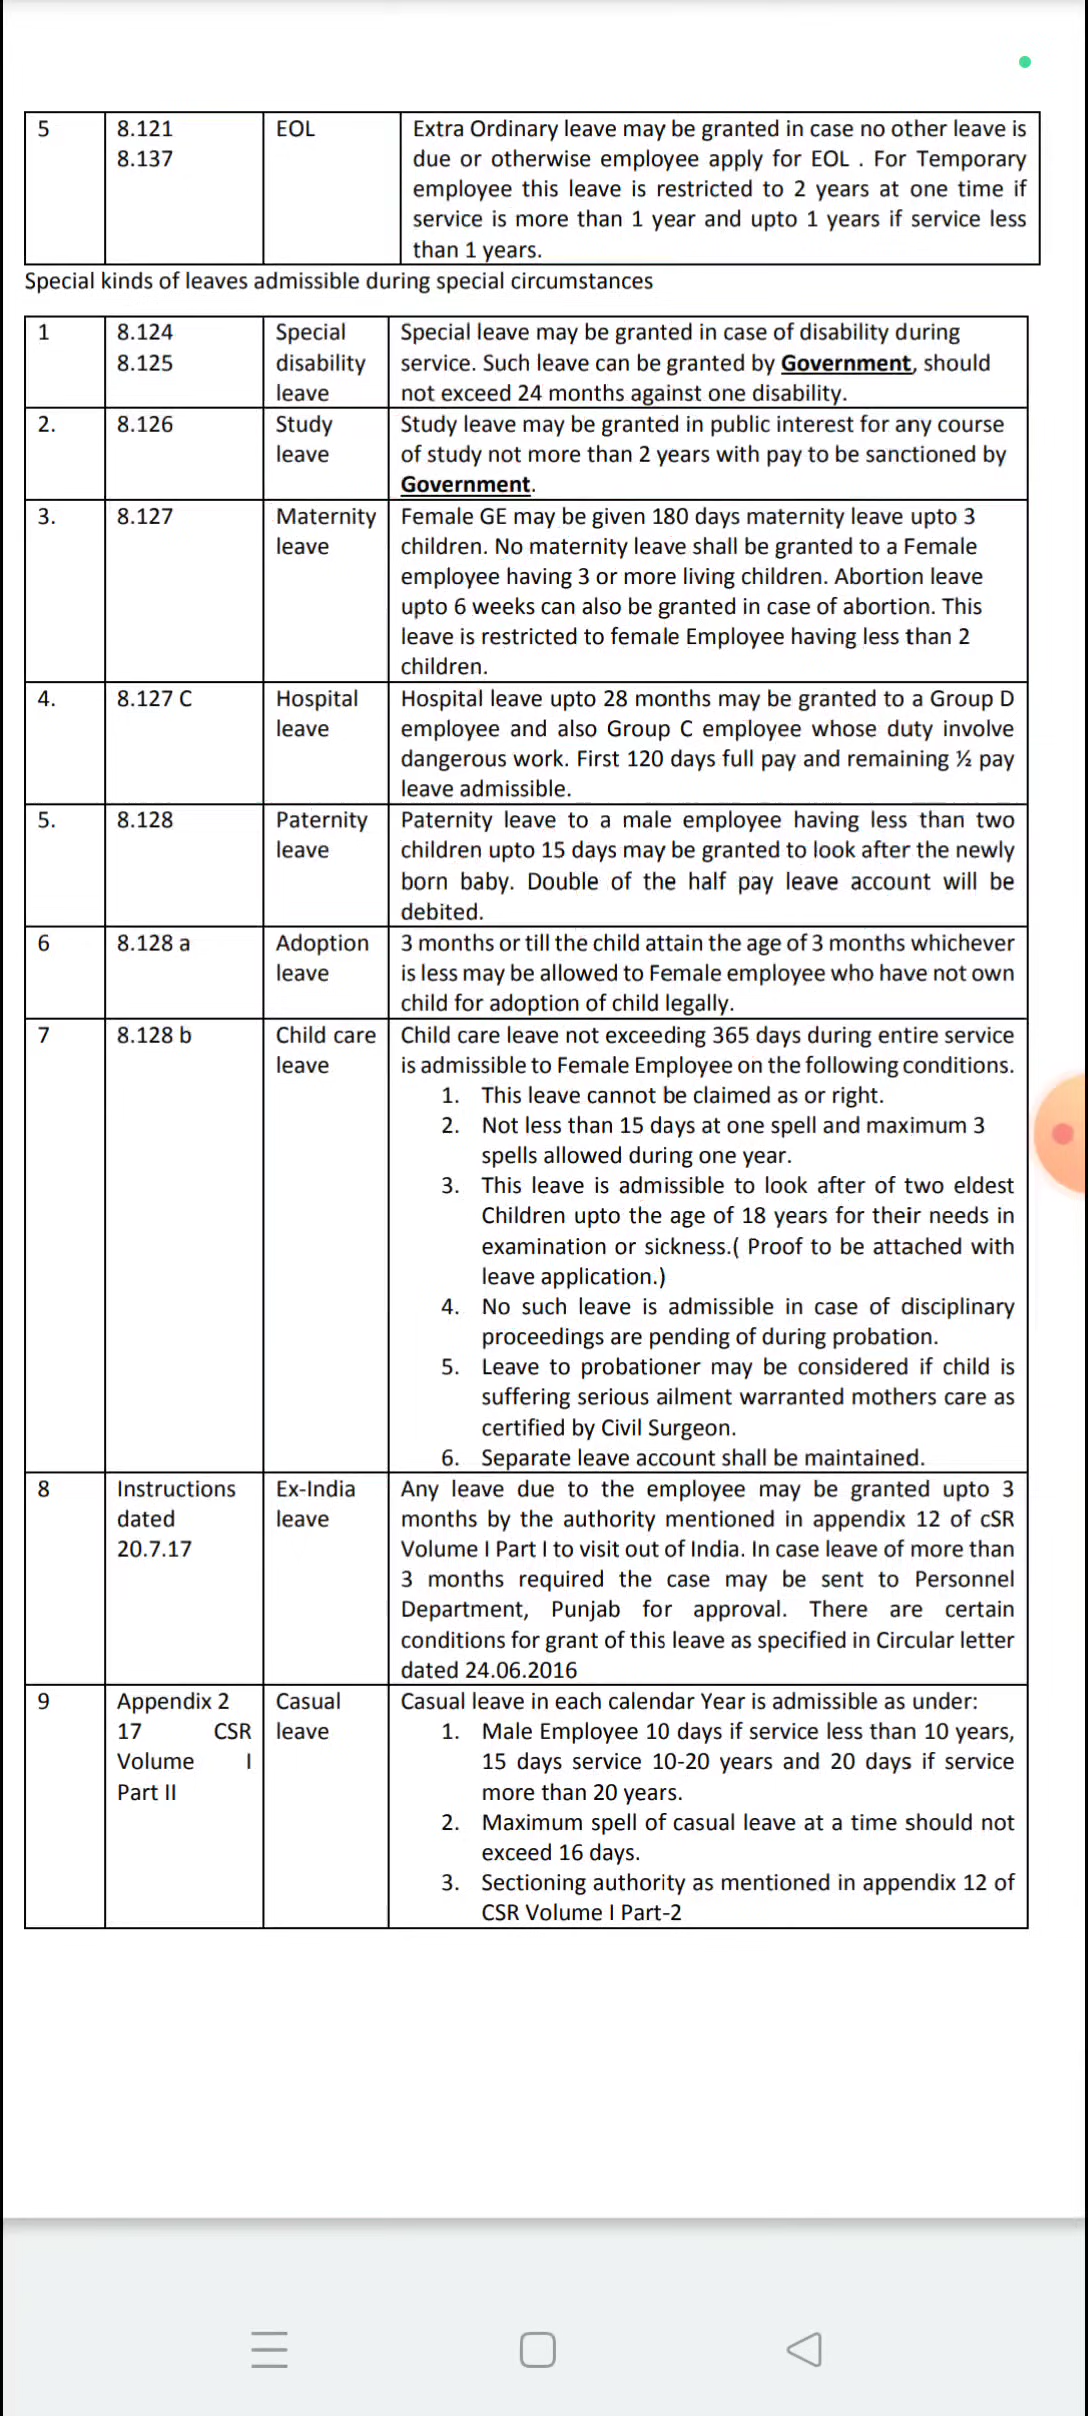 5 8.121 EOL Extra Ordinary leave may be granted in case no other leave is
8.137 due or otherwise employee apply for EOL . For Temporary
employee this leave is restricted to 2 years at one time if
service is more than 1 year and upto 1 years if service less
than 1 years.
Special kinds of leaves admissible during special circumstances
1 8.124 Special Special leave may be granted in case of disability during
8.125 disability service. Such leave can be granted by Government, should
leave not exceed 24 months against one disability.
2. 8.126 Study Study leave may be granted in public interest for any course
leave of study not more than 2 years with pay to be sanctioned by
Government.
3. 8.127 Maternity Female GE may be given 180 days maternity leave upto 3
leave children. No maternity leave shall be granted to a Female
employee having 3 or more living children. Abortion leave
upto 6 weeks can also be granted in case of abortion. This
leave is restricted to female Employee having less than 2
children.
4. 8.127 C Hospital Hospital leave upto 28 months may be granted to a Group D
leave employee and also Group C employee whose duty involve
dangerous work. First 120 days full pay and remaining ½ pay
leave admissible.
5. 8.128 Paternity Paternity leave to a male employee having less than two
leave children upto 15 days may be granted to look after the newly
born baby. Double of the half pay leave account will be
debited.
6 8.128 a Adoption 3 months or till the child attain the age of 3 months whichever
leave is less may be allowed to Female employee who have not own
child for adoption of child legally.
7 8.128 b Child care Child care leave not exceeding 365 days during entire service
leave is admissible to Female Employee on the following conditions.
1. This leave cannot be claimed as or right.
2. Not less than 15 days at one spell and maximum 3
spells allowed during one year.
3. This leave is admissible to look after of two eldest
Children upto the age of 18 years for their needs in
examination or sickness.( Proof to be attached with
leave application.)
4. No such leave is admissible in case of disciplinary
proceedings are pending of during probation.
5. Leave to probationer may be considered if child is
suffering serious ailment warranted mothers care as
certified by Civil Surgeon.
6. Separate leave account shall be maintained.
8 Instructions Ex-India Any leave due to the employee may be granted upto 3
dated leave months by the authority mentioned in appendix 12 of cSR
20.7.17 Volume I Part I to visit out of India. In case leave of more than
3 months required the case may be sent to Personnel
Department, Punjab for approval. There are certain
conditions for grant of this leave as specified in Circular letter
dated 24.06.2016
9 Appendix 2 Casual Casual leave in each calendar Year is admissible as under:
17 CSR leave 1. Male Employee 10 days if service less than 10 years,
Volume I 15 days service 10-20 years and 20 days if service
Part II more than 20 years.
2. Maximum spell of casual leave at a time should not
exceed 16 days.
3. Sectioning authority as mentioned in appendix 12 of
CSR Volume I Part-2